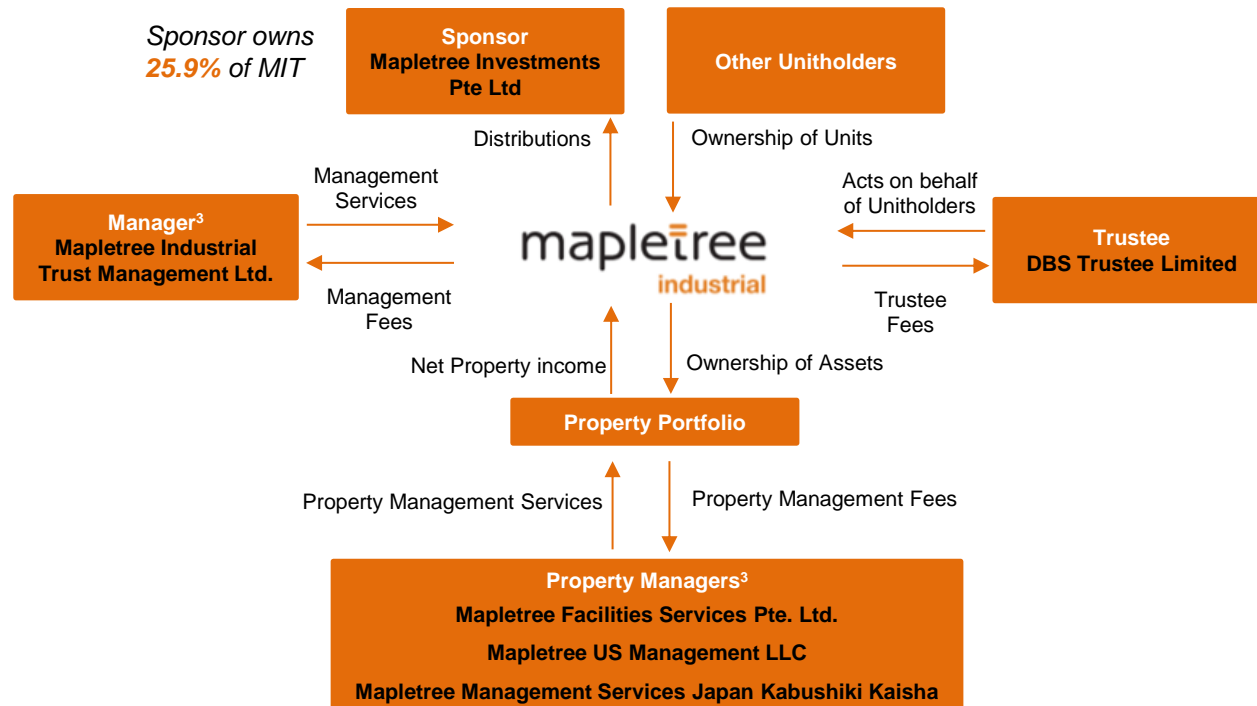 Sponsor owns
25.9% of MIT
Sponsor
Mapletree Investments
Pte Ltd
Other Unitholders
Distributions
Ownership of Units
Management
Services
Acts on behalf
of Unitholders
Manager³
Mapletree Industrial
Trust Management Ltd.
mapletree
industrial
Trustee
DBS Trustee Limited
Management
Fees
Trustee
Fees
Net Property income
Ownership of Assets
Property Portfolio
Property Management Services
Property Management Fees
Property Managers³
Mapletree Facilities Services Pte. Ltd.
Mapletree US Management LLC
Mapletree Management Services Japan Kabushiki Kaisha